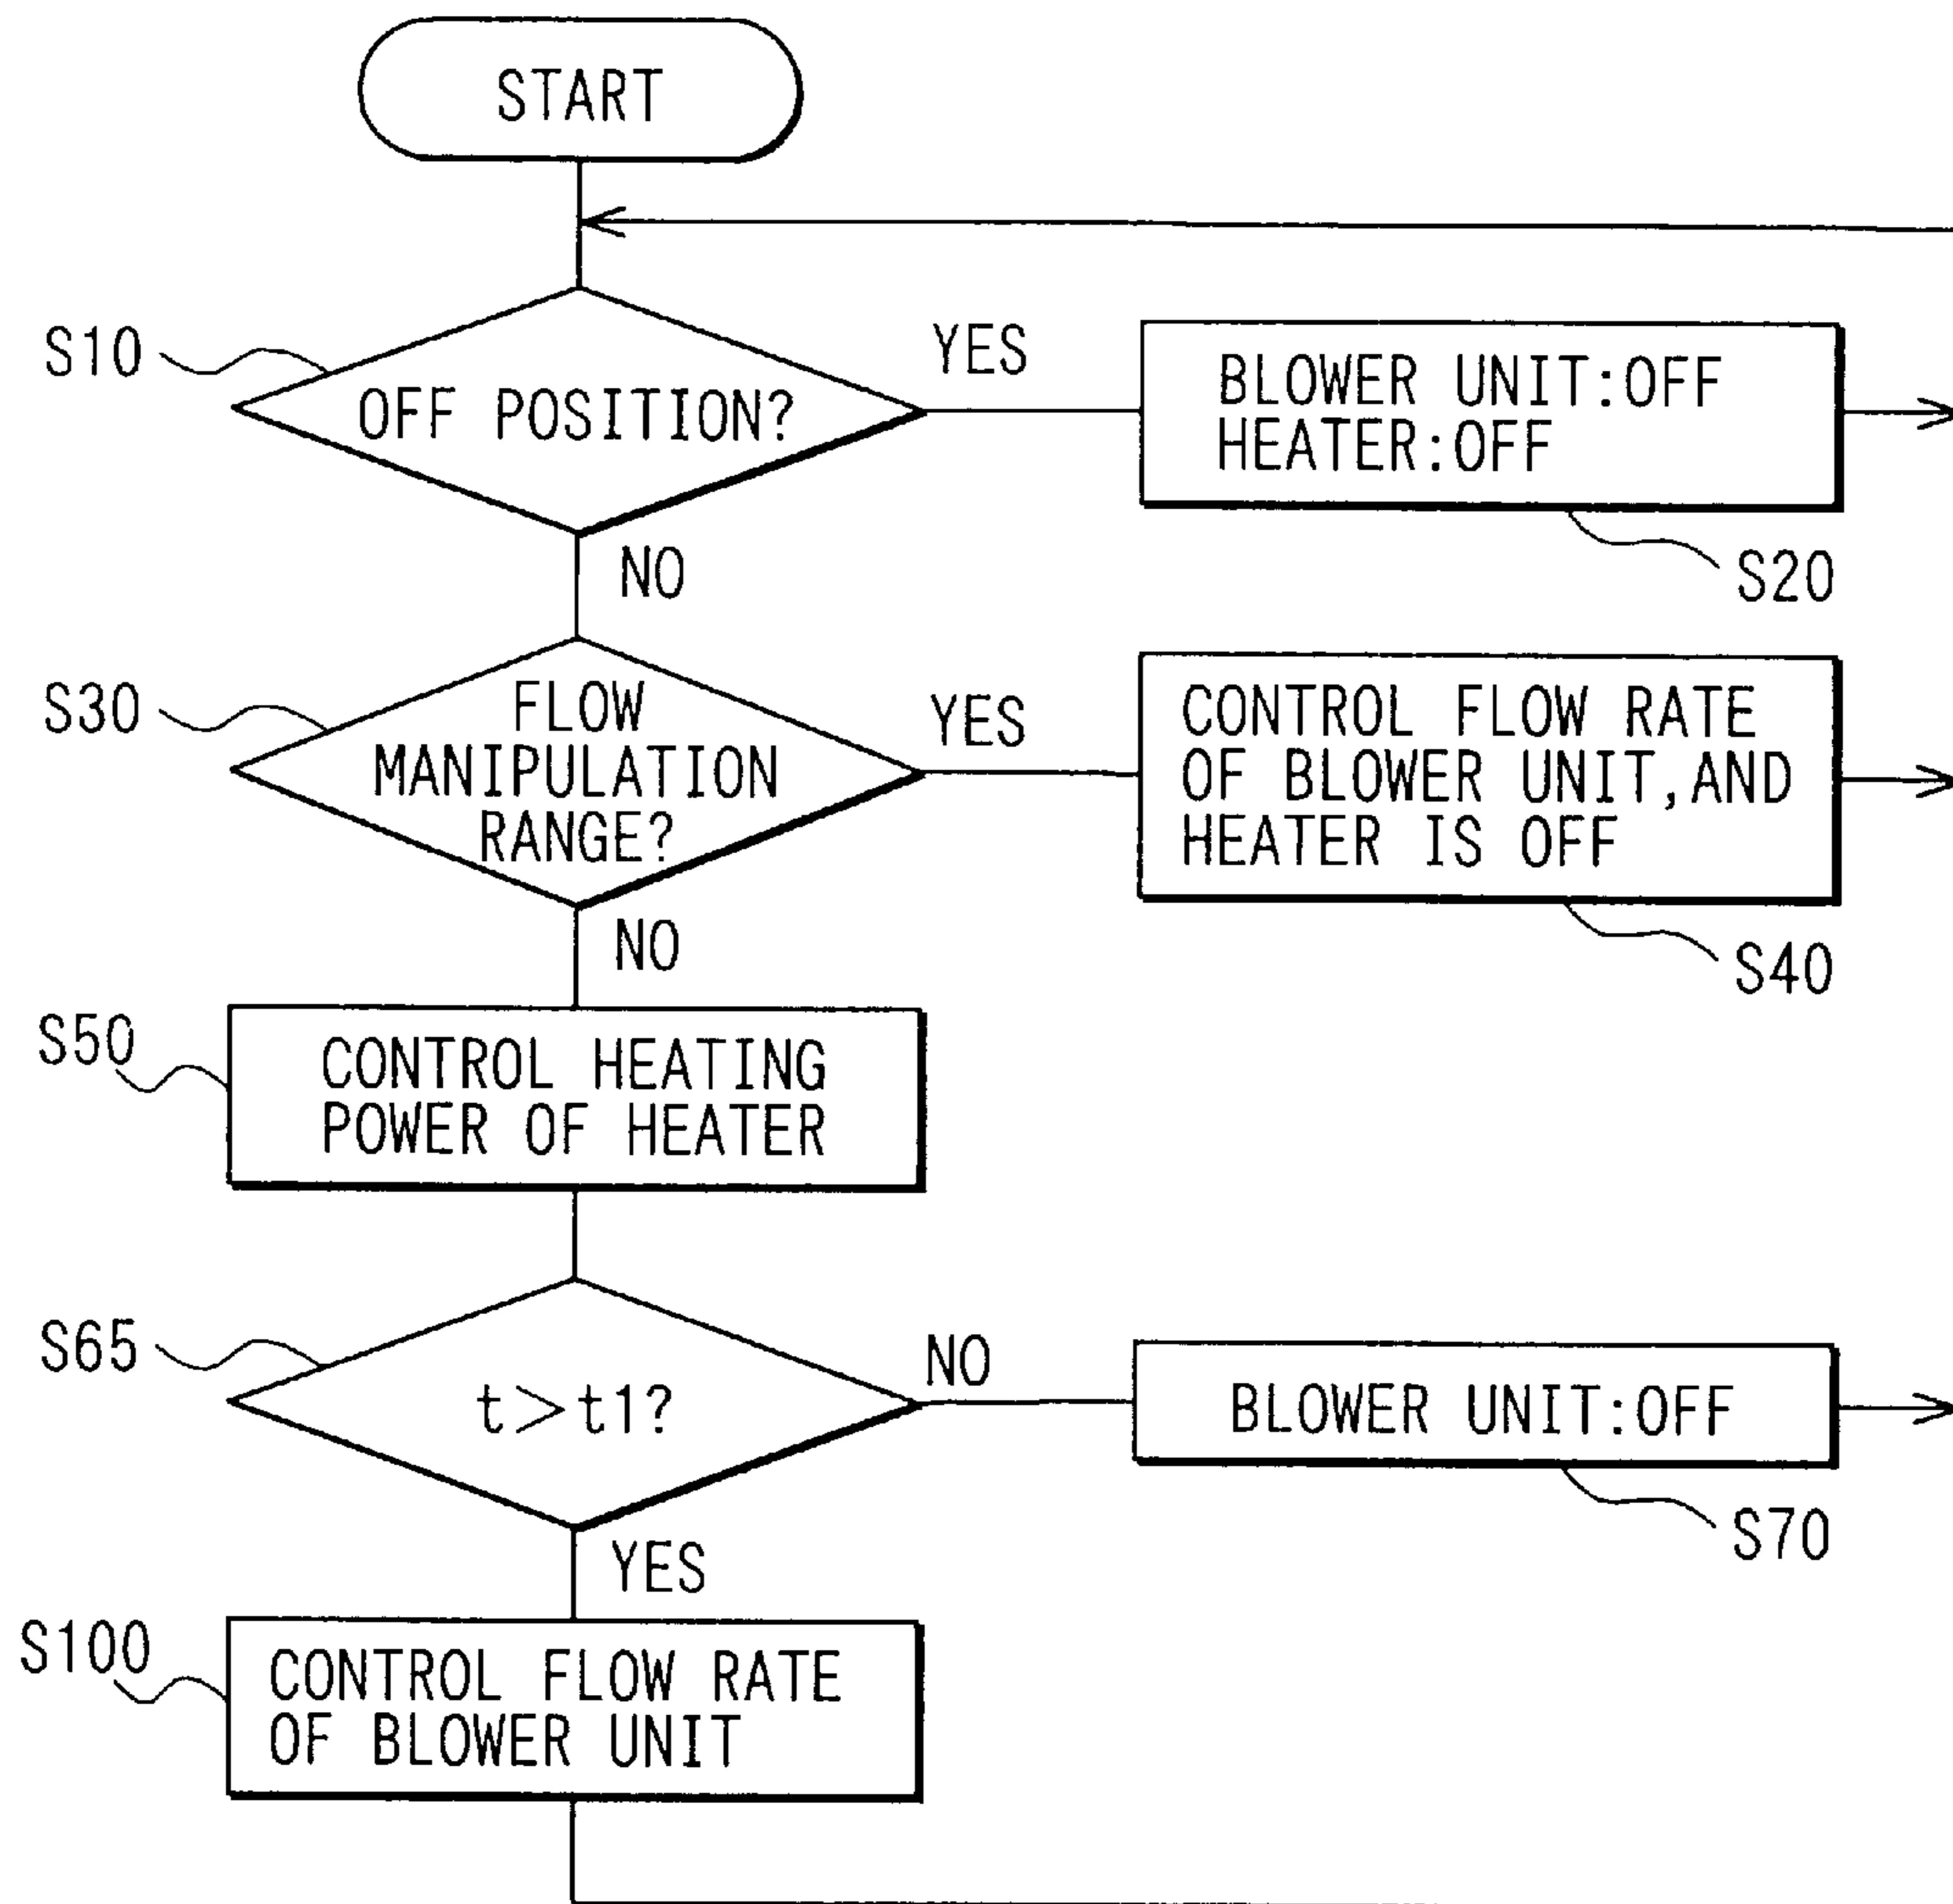 START
S10
OFF POSITION?
YES
BLOWER UNIT:OFF
HEATER:OFF
S20
NO
S30
FLOW
MANIPULATION
RANGE?
YES
CONTROL FLOW RATE
OF BLOWER UNIT,AND
HEATER IS OFF
S40
NO
S50
CONTROL HEATING
POWER OF HEATER
S65
t>t1?
NO
BLOWER UNIT:OFF
S70
YES
S100
CONTROL FLOW RATE
OF BLOWER UNIT